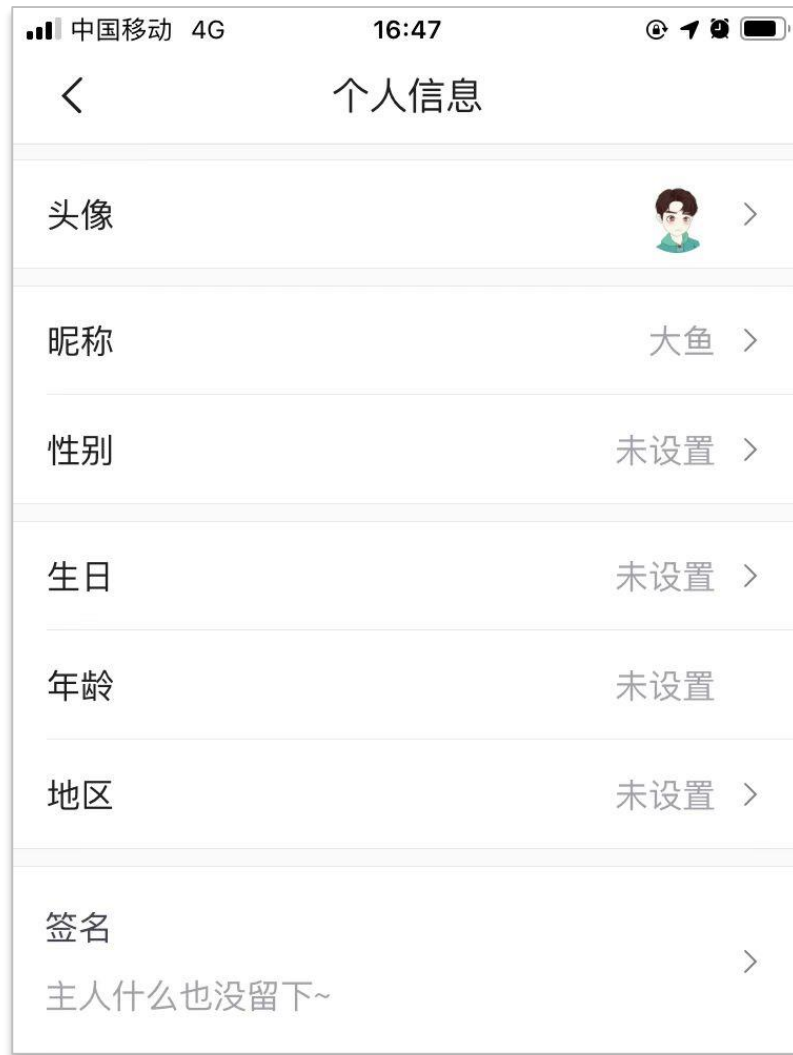 中国移动 4G 16:47
个人信息
头像
昵称 大鱼
性别 未设置
生日 未设置
年龄 未设置
地区 未设置
签名
主人什么也没留下~